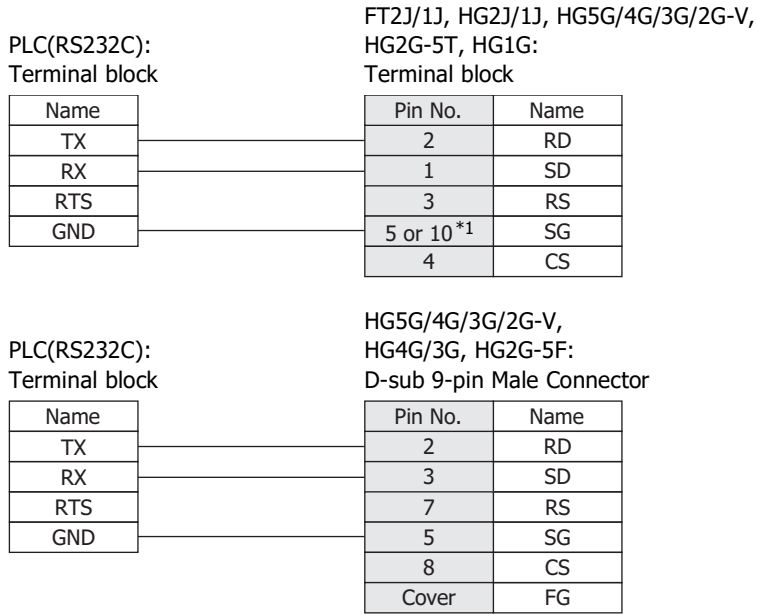 FT2J/1J, HG2J/1J, HG5G/4G/3G/2G-V,
PLC(RS232C): HG2G-5T, HG1G:
Terminal block Terminal block
Name Pin No. Name
TX 2 RD
RX 1 SD
RTS 3 RS
GND 5 or 10*1 SG
4 CS
HG5G/4G/3G/2G-V,
PLC(RS232C): HG4G/3G, HG2G-5F:
Terminal block D-sub 9-pin Male Connector
Name Pin No. Name
TX 2 RD
RX 3 SD
RTS 7 RS
GND 5 SG
8 CS
Cover FG